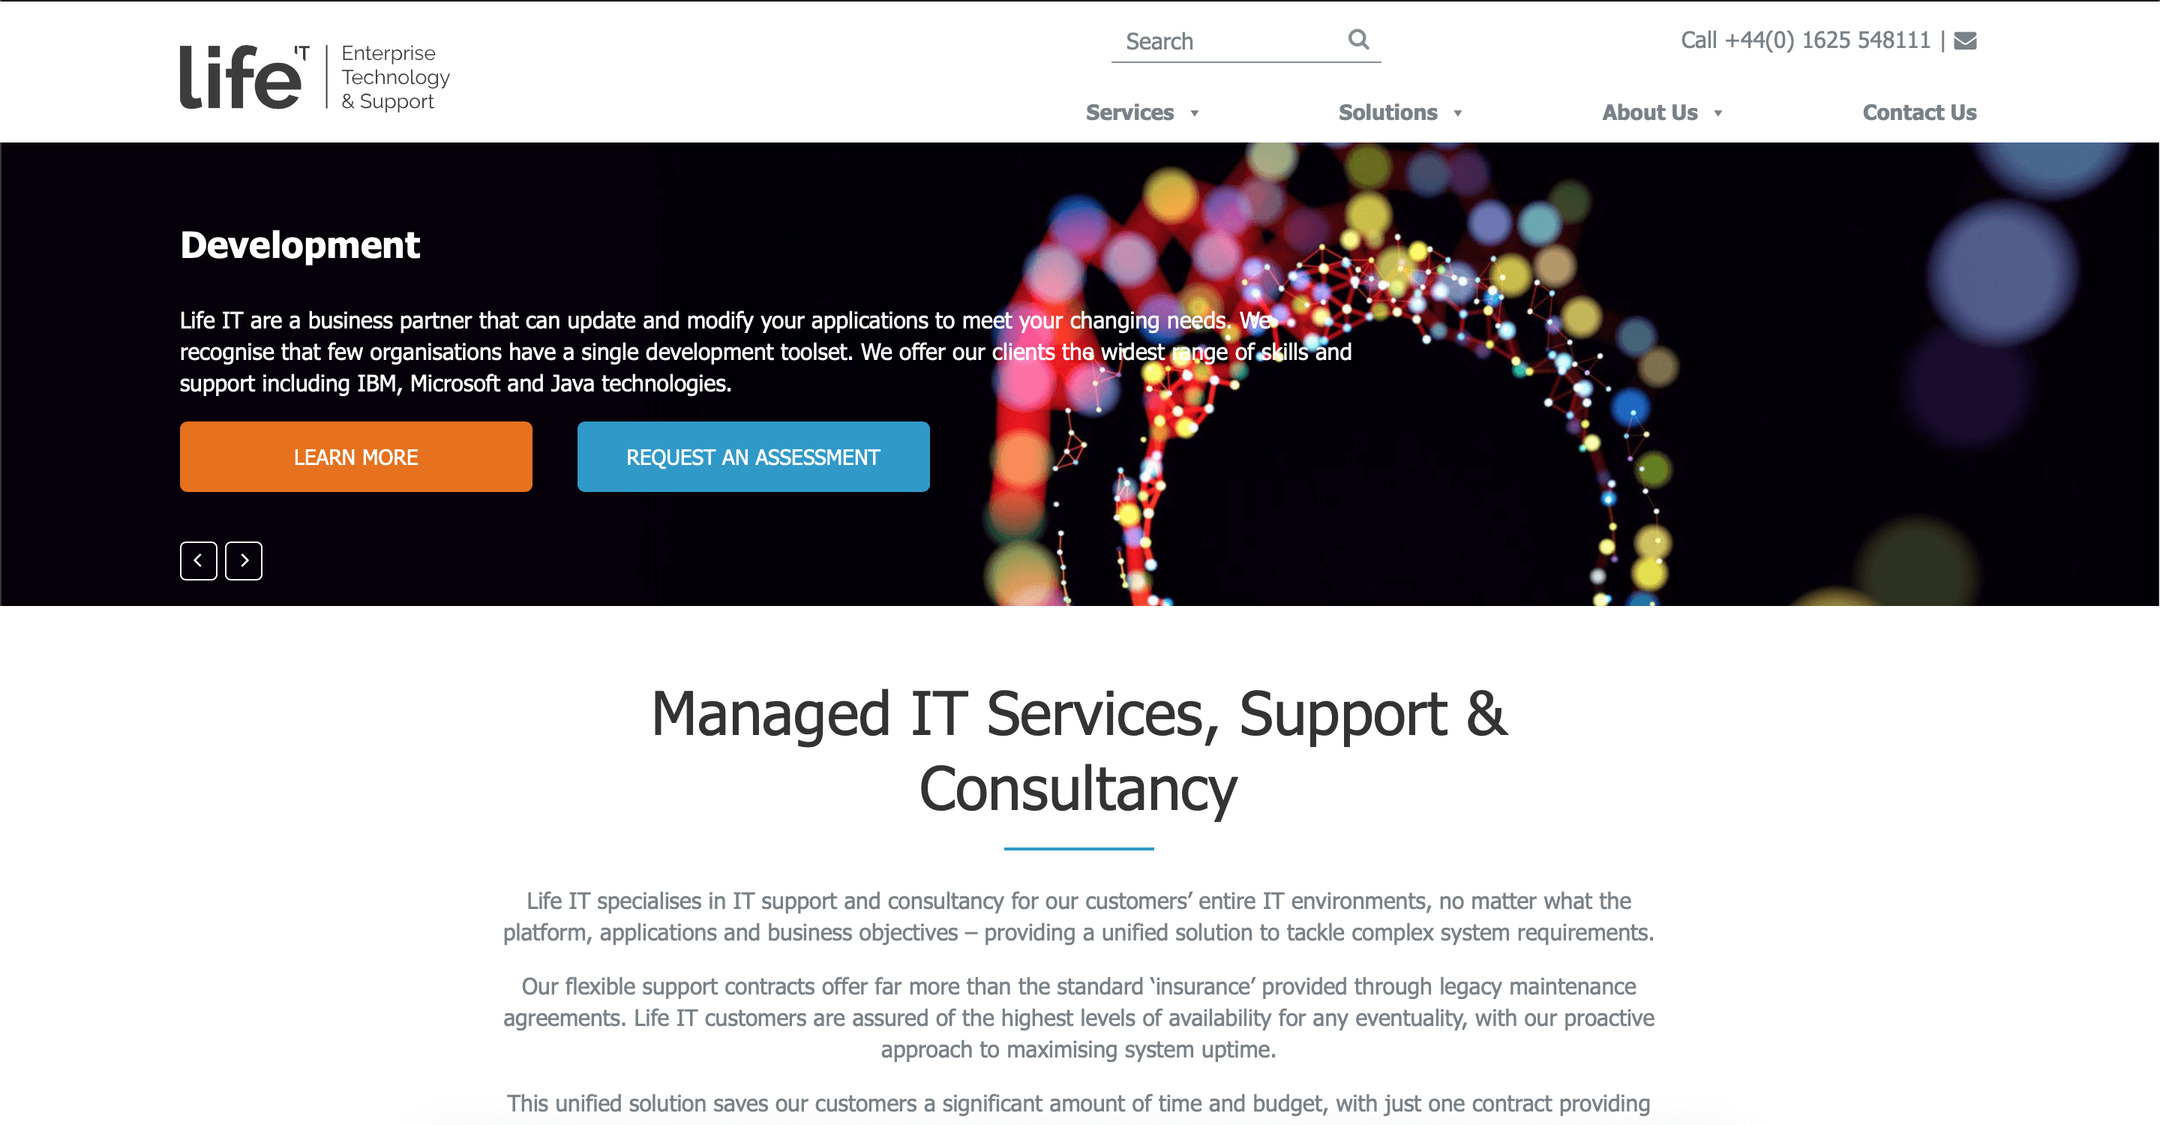 life IT
Enterprise
Technology
& Support
Search
Call +44(0) 1625 548111 |
Services
Solutions
About Us
Contact Us
Development
Life IT are a business partner that can update and modify your applications to meet your changing needs. We
recognise that few organisations have a single development toolset. We offer our clients the widest range of skills and
support including IBM, Microsoft and Java technologies.
LEARN MORE
REQUEST AN ASSESSMENT
Managed IT Services, Support &
Consultancy
Life IT specialises in IT support and consultancy for our customers’ entire IT environments, no matter what the
platform, applications and business objectives – providing a unified solution to tackle complex system requirements.
Our flexible support contracts offer far more than the standard ‘insurance’ provided through legacy maintenance
agreements. Life IT customers are assured of the highest levels of availability for any eventuality, with our proactive
approach to maximising system uptime.
This unified solution saves our customers a significant amount of time and budget, with just one contract providing